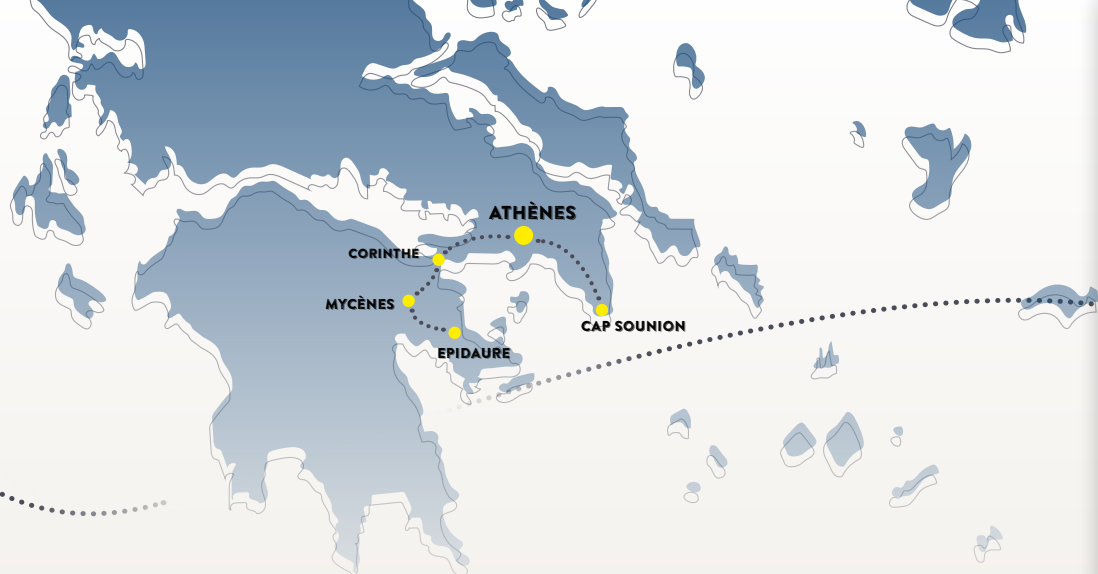 ATHÈNES
CORINTHE
MYCÈNES
CAP SOUNION
EPIDAURE